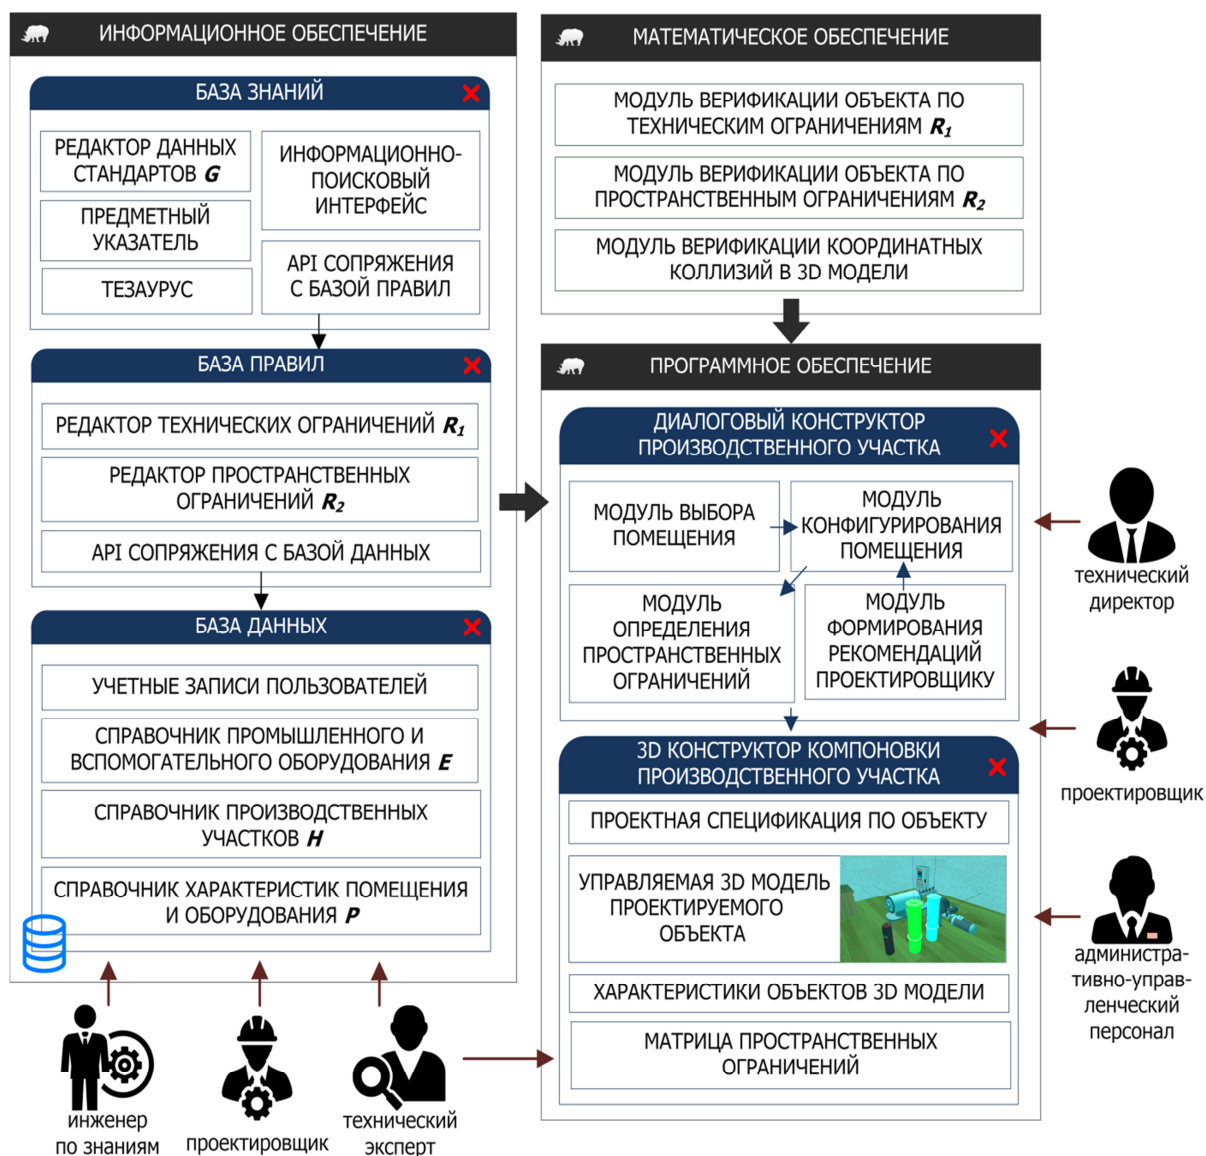 ИНФОРМАЦИОННОЕ ОБЕСПЕЧЕНИЕ
БАЗА ЗНАНИЙ
РЕДАКТОР ДАННЫХ
СТАНДАРТОВ G
ПРЕДМЕТНЫЙ
УКАЗАТЕЛЬ
ТЕЗАУРУС
ИНФОРМАЦИОННО-
ПОИСКОВЫЙ
ИНТЕРФЕЙС
API СОПРЯЖЕНИЯ
С БАЗОЙ ПРАВИЛ
БАЗА ПРАВИЛ
РЕДАКТОР ТЕХНИЧЕСКИХ ОГРАНИЧЕНИЙ R1
РЕДАКТОР ПРОСТРАНСТВЕННЫХ
ОГРАНИЧЕНИЙ R2
API СОПРЯЖЕНИЯ С БАЗОЙ ДАННЫХ
БАЗА ДАННЫХ
УЧЕТНЫЕ ЗАПИСИ ПОЛЬЗОВАТЕЛЕЙ
СПРАВОЧНИК ПРОМЫШЛЕННОГО И
ВСПОМОГАТЕЛЬНОГО ОБОРУДОВАНИЯ E
СПРАВОЧНИК ПРОИЗВОДСТВЕННЫХ
УЧАСТКОВ H
СПРАВОЧНИК ХАРАКТЕРИСТИК ПОМЕЩЕНИЯ
И ОБОРУДОВАНИЯ P
инженер
по знаниям
проектировщик
технический
эксперт
МАТЕМАТИЧЕСКОЕ ОБЕСПЕЧЕНИЕ
МОДУЛЬ ВЕРИФИКАЦИИ ОБЪЕКТА ПО
ТЕХНИЧЕСКИМ ОГРАНИЧЕНИЯМ R1
МОДУЛЬ ВЕРИФИКАЦИИ ОБЪЕКТА ПО
ПРОСТРАНСТВЕННЫМ ОГРАНИЧЕНИЯМ R2
МОДУЛЬ ВЕРИФИКАЦИИ КООРДИНАТНЫХ
КОЛЛИЗИЙ В 3D МОДЕЛИ
ПРОГРАММНОЕ ОБЕСПЕЧЕНИЕ
ДИАЛОГОВЫЙ КОНСТРУКТОР
ПРОИЗВОДСТВЕННОГО УЧАСТКА
МОДУЛЬ ВЫБОРА
ПОМЕЩЕНИЯ
МОДУЛЬ
КОНФИГУРИРОВАНИЯ
ПОМЕЩЕНИЯ
МОДУЛЬ
ОПРЕДЕЛЕНИЯ
ПРОСТРАНСТВЕННЫХ
ОГРАНИЧЕНИЙ
МОДУЛЬ
ФОРМИРОВАНИЯ
РЕКОМЕНДАЦИЙ
ПРОЕКТИРОВЩИКУ
3D КОНСТРУКТОР КОМПОНОВКИ
ПРОИЗВОДСТВЕННОГО УЧАСТКА
ПРОЕКТНАЯ СПЕЦИФИКАЦИЯ ПО ОБЪЕКТУ
УПРАВЛЯЕМАЯ 3D МОДЕЛЬ
ПРОЕКТИРУЕМОГО
ОБЪЕКТА
ХАРАКТЕРИСТИКИ ОБЪЕКТОВ 3D МОДЕЛИ
МАТРИЦА ПРОСТРАНСТВЕННЫХ
ОГРАНИЧЕНИЙ
технический
директор
проектировщик
администра-
тивно-управ-
ленческий
персонал